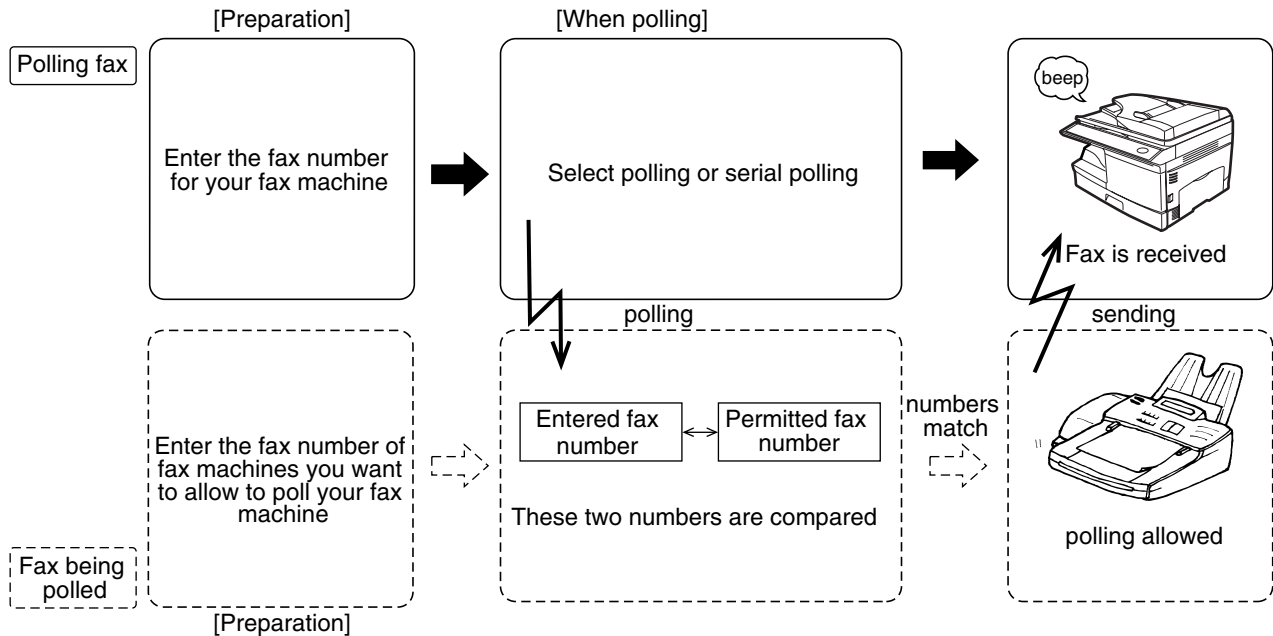 [Preparation]
[When polling]
Polling fax
Enter the fax number
for your fax machine
Select polling or serial polling
beep
Fax is received
polling
sending
Enter the fax number of
fax machines you want
to allow to poll your fax
machine
Entered fax
number
Permitted fax
number
These two numbers are compared
numbers
match
polling allowed
Fax being
polled
[Preparation]